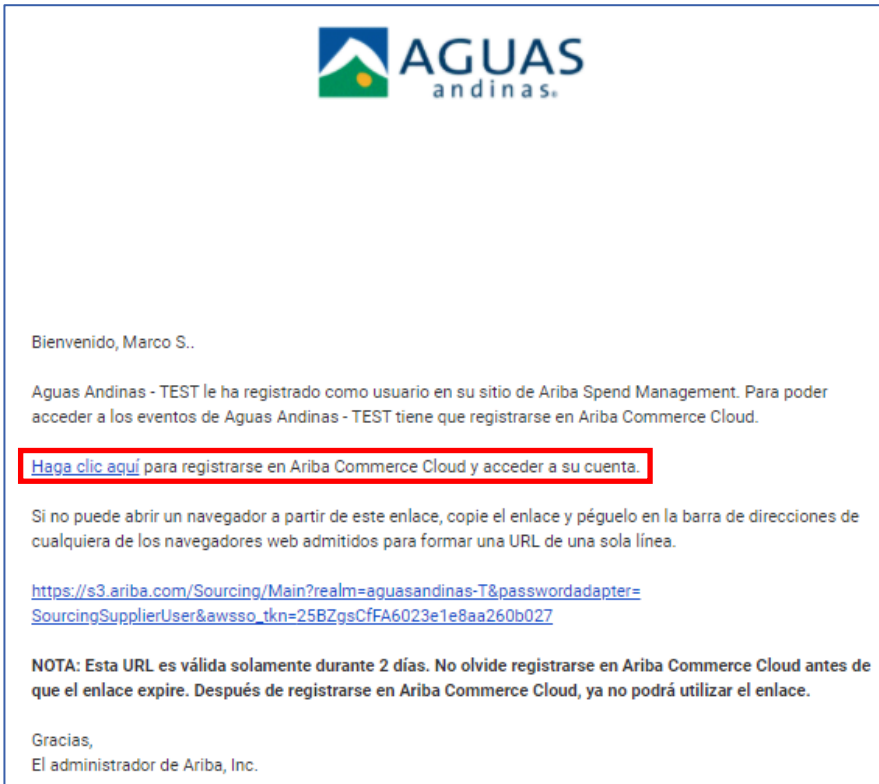 AGUAS
andinas®
Bienvenido, Marco S..
Aguas Andinas - TEST le ha registrado como usuario en su sitio de Ariba Spend Management. Para poder
acceder a los eventos de Aguas Andinas - TEST tiene que registrarse en Ariba Commerce Cloud.
Haga clic aquí para registrarse en Ariba Commerce Cloud y acceder a su cuenta.
Si no puede abrir un navegador a partir de este enlace, copie el enlace y péguelo en la barra de direcciones de
cualquiera de los navegadores web admitidos para formar una URL de una sola línea.
https://s3.ariba.com/Sourcing/Main?realm=aguasandinas-T&passwordadapter=
SourcingSupplierUser&awsso_tkn=25BZgsCfFA6023e1e8aa260b027
NOTA: Esta URL es válida solamente durante 2 días. No olvide registrarse en Ariba Commerce Cloud antes de
que el enlace expire. Después de registrarse en Ariba Commerce Cloud, ya no podrá utilizar el enlace.
Gracias,
El administrador de Ariba, Inc.